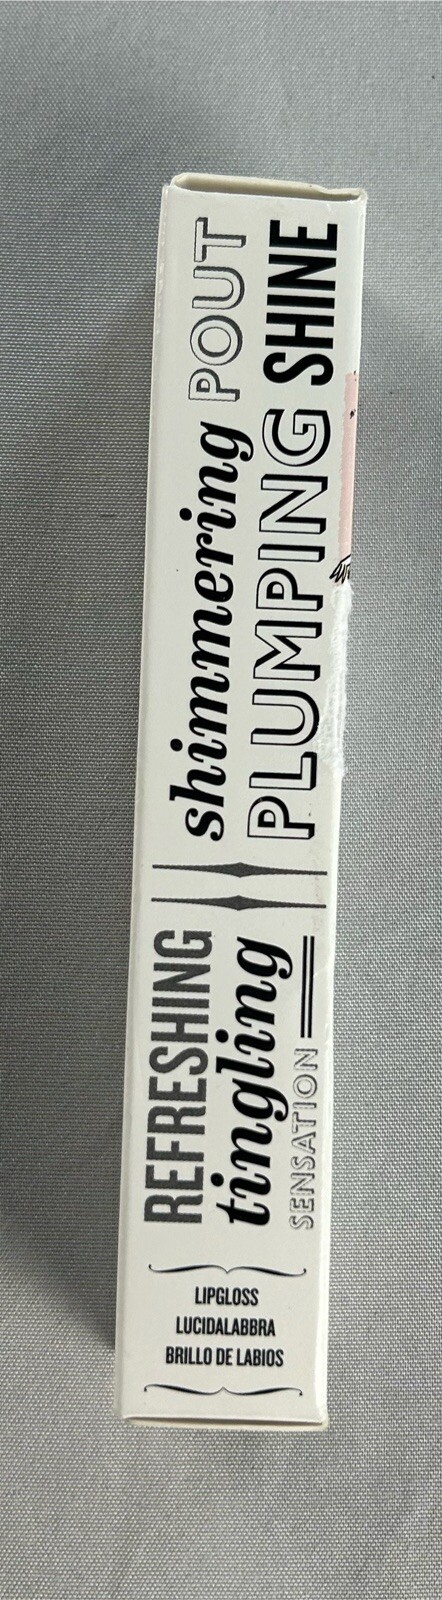 REFRESHING
tingling
SENSATION
shimmering POUT
PLUMPING SHINE
LIPGLOSS
LUCIDALABBRA
BRILLO DE LABIOS